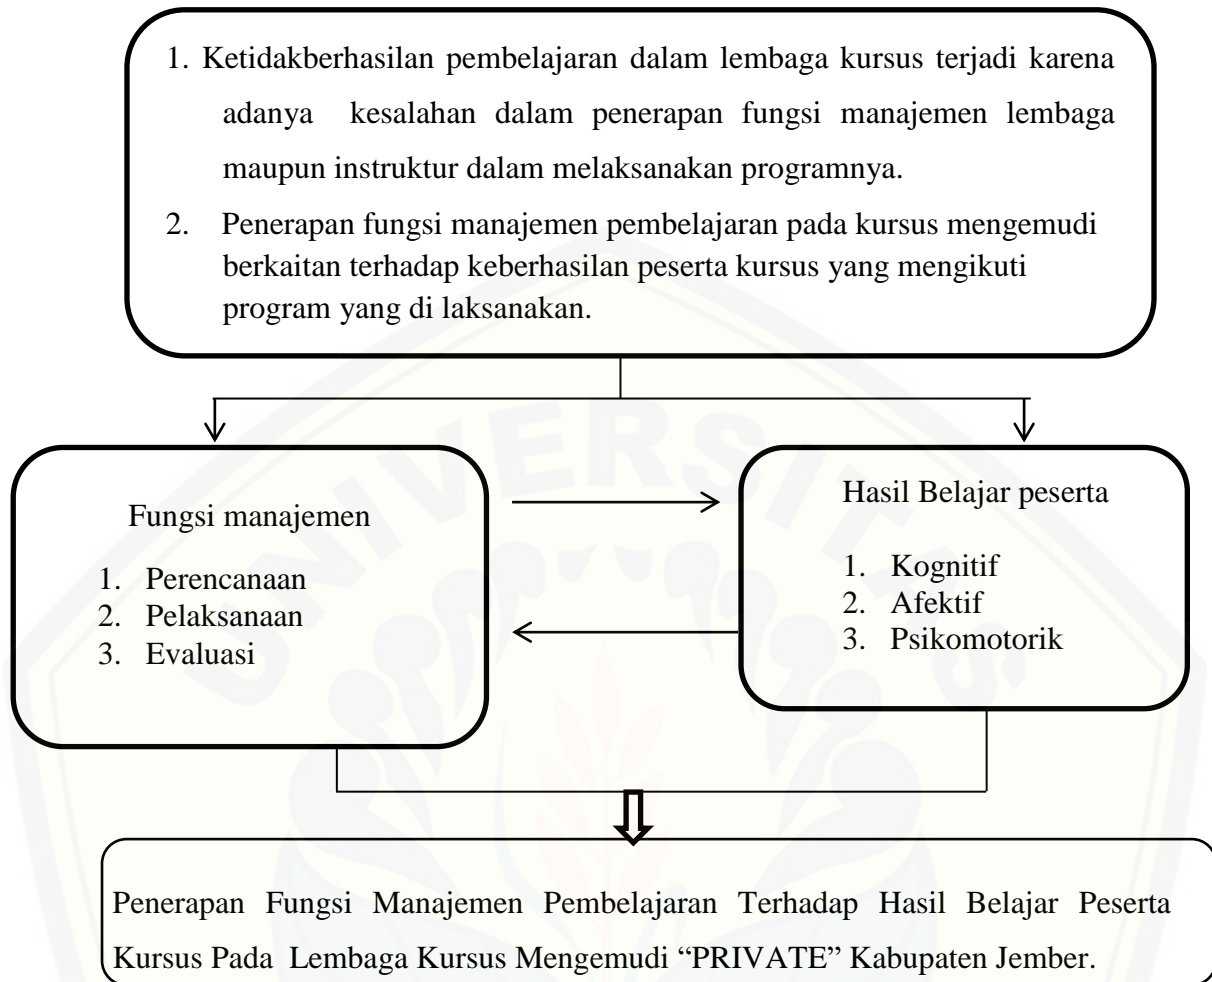 1. Ketidakberhasilan pembelajaran dalam lembaga kursus terjadi karena
adanya kesalahan dalam penerapan fungsi manajemen lembaga
maupun instruktur dalam melaksanakan programnya.
2. Penerapan fungsi manajemen pembelajaran pada kursus mengemudi
berkaitan terhadap keberhasilan peserta kursus yang mengikuti
program yang di laksanakan.
Fungsi manajemen
1. Perencanaan
2. Pelaksanaan
3. Evaluasi
Hasil Belajar peserta
1. Kognitif
2. Afektif
3. Psikomotorik
Penerapan Fungsi Manajemen Pembelajaran Terhadap Hasil Belajar Peserta
Kursus Pada Lembaga Kursus Mengemudi “PRIVATE” Kabupaten Jember.
UNIVERSITAS